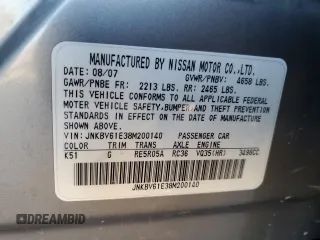 MANUFACTURED BY NISSAN MOTOR CO.,LTD.
DATE: 08/07 GVWR/PNBV: 4658 LBS.
GAWR/PNBE FR: 2213 LBS. RR: 2465 LBS.
THIS VEHICLE CONFORMS TO ALL APPLICABLE FEDERAL
MOTOR VEHICLE SAFETY, BUMPER AND THEFT PREVENTION
STANDARDS IN EFFECT ON THE DATE OF MANUFACTURE
SHOWN ABOVE.
VIN: JNKBV61E38M200140 PASSENGER CAR
COLOR TRIM TRANS AXLE ENGINE
K51 G RE5R05A RC36 VQ35(HR) 3498CC
JNKBV61E38M200140
CARSFROMWEST
DREAMBID